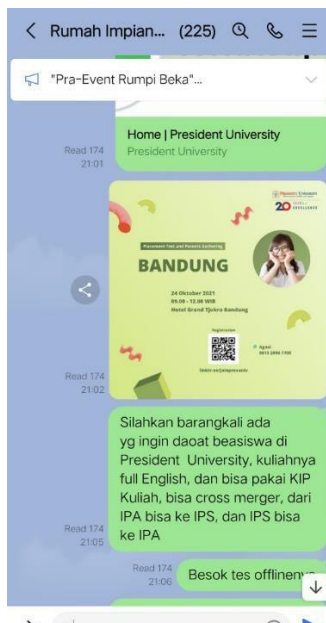 Rumah Impian... (225)
"Pra-Event Rumpi Beka"...
Home | President University
President University
Read 174
21:01
President University
20
Placement Test and Parents Gathering
BANDUNG
24 Oktober 2021
09.00 - 12.00 WIB
Hotel Grand Tjokro Bandung
Registration
Read 174
21:02
Silahkan barangkali ada
yg ingin daoat beasiswa di
President University, kuliahnya
full English, dan bisa pakai KIP
Kuliah, bisa cross merger, dari
IPA bisa ke IPS, dan IPS bisa
ke IPA
Read 174
21:05
Read 174
21:06
Besok tes offlinenya